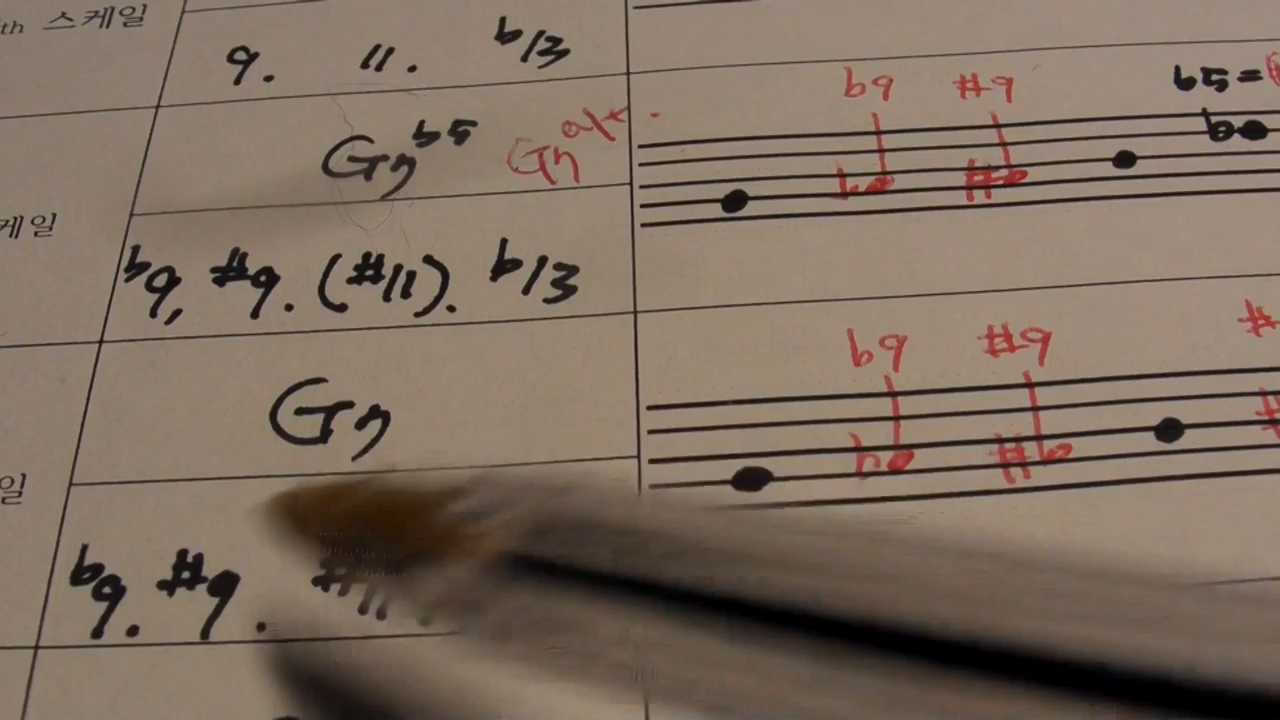 th 스케일
9. 11. b13
b9 #9 b5=
G7b5 G7alt.
케일
b9, #9. (#11). b13
b9 #9 #
G7
일
b9. #9. #11